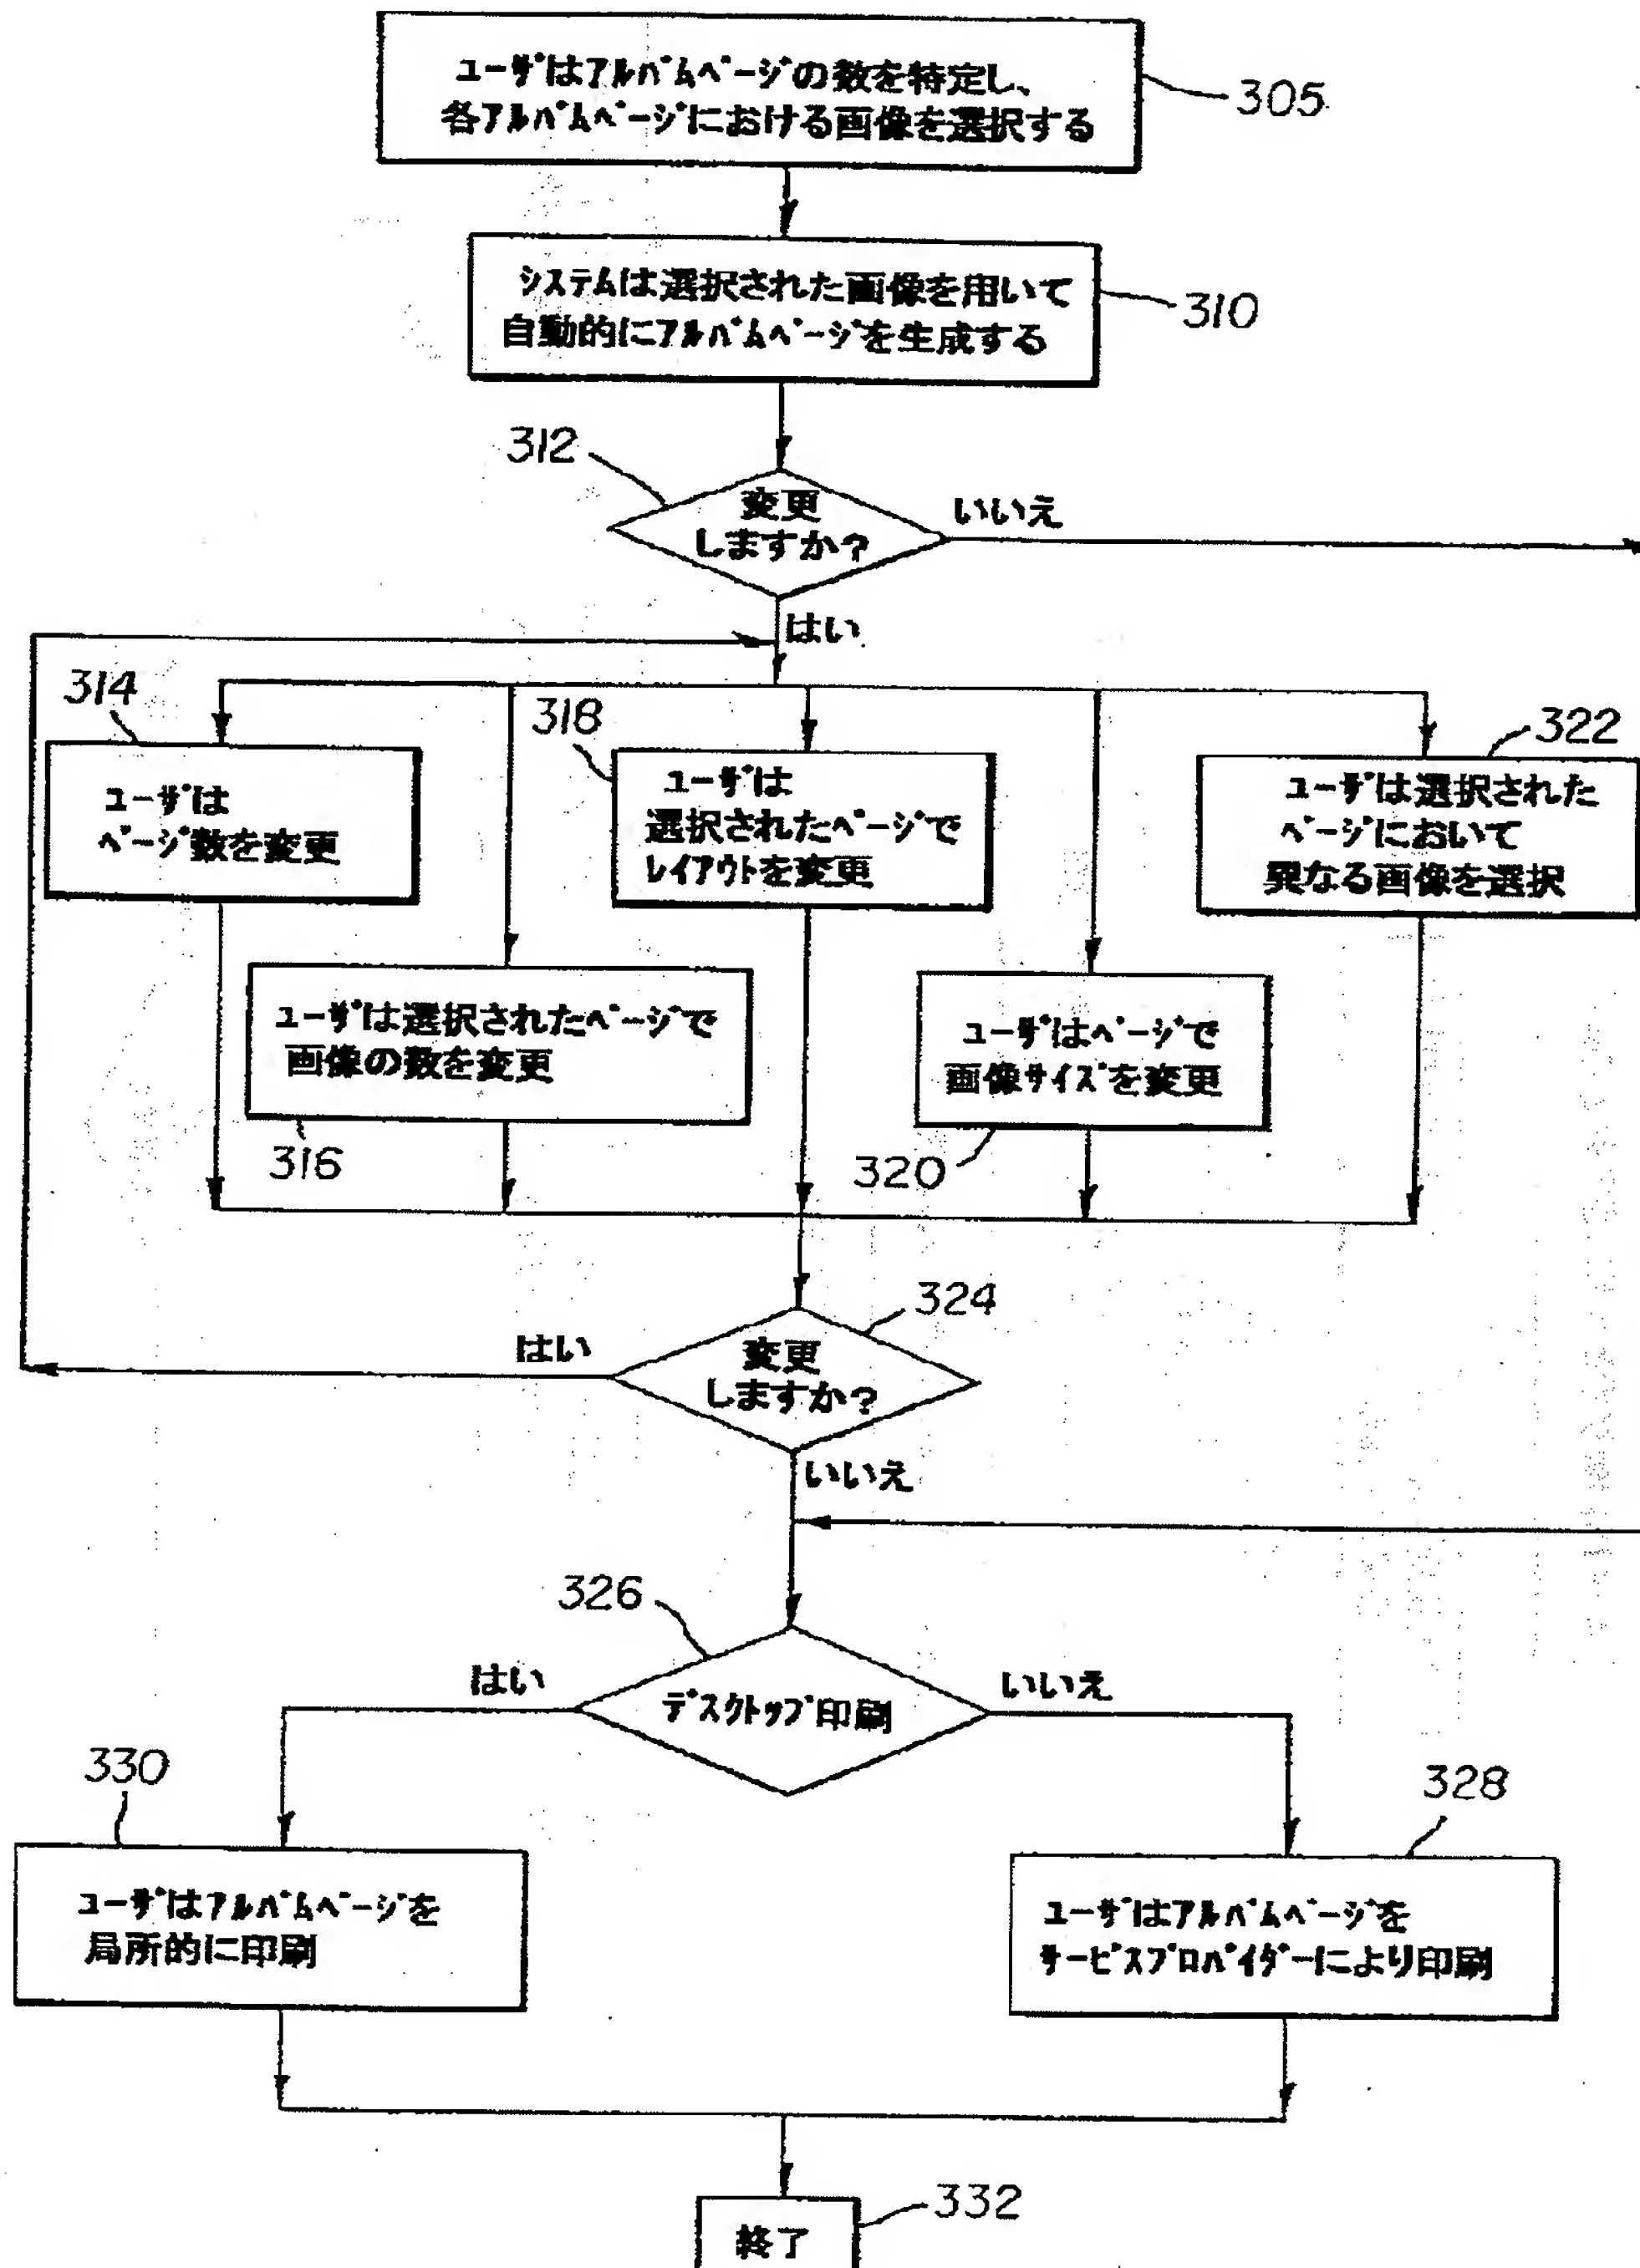 ユーザはアルバムページの数を特定し、
各アルバムページにおける画像を選択する
305
システムは選択された画像を用いて
自動的にアルバムページを生成する
310
312
変更
しますか?
いいえ
はい
314
ユーザは
ページ数を変更
318
ユーザは
選択されたページで
レイアウトを変更
322
ユーザは選択された
ページにおいて
異なる画像を選択
ユーザは選択されたページで
画像の数を変更
316
ユーザはページで
画像サイズを変更
320
324
はい
変更
しますか?
いいえ
326
はい
デスクトップ印刷
いいえ
330
ユーザはアルバムページを
局所的に印刷
328
ユーザはアルバムページを
サービスプロバイダーにより印刷
332
終了